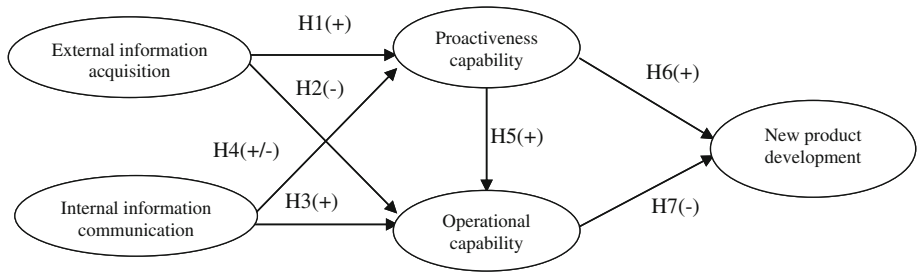 H1(+)
External information
acquisition
Proactiveness
capability
H2(-)
H6(+)
H4(+/-)
H5(+)
New product
development
Internal information
communication
H3(+)
Operational
capability
H7(-)